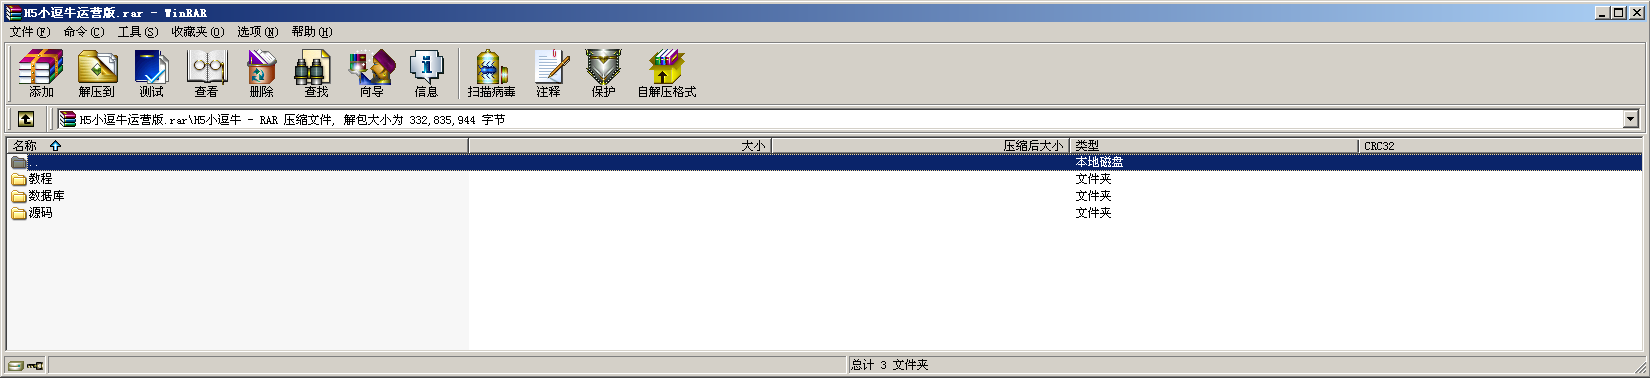 H5小逗牛运营版.rar - WinRAR
文件(F) 命令(C) 工具(S) 收藏夹(O) 选项(N) 帮助(H)
添加 解压到 测试 查看 删除 查找 向导 信息 扫描病毒 注释 保护 自解压格式
H5小逗牛运营版.rar\H5小逗牛 - RAR 压缩文件, 解包大小为 332,835,944 字节
名称 大小 压缩后大小 类型 CRC32
.. 本地磁盘
教程 文件夹
数据库 文件夹
源码 文件夹
总计 3 文件夹